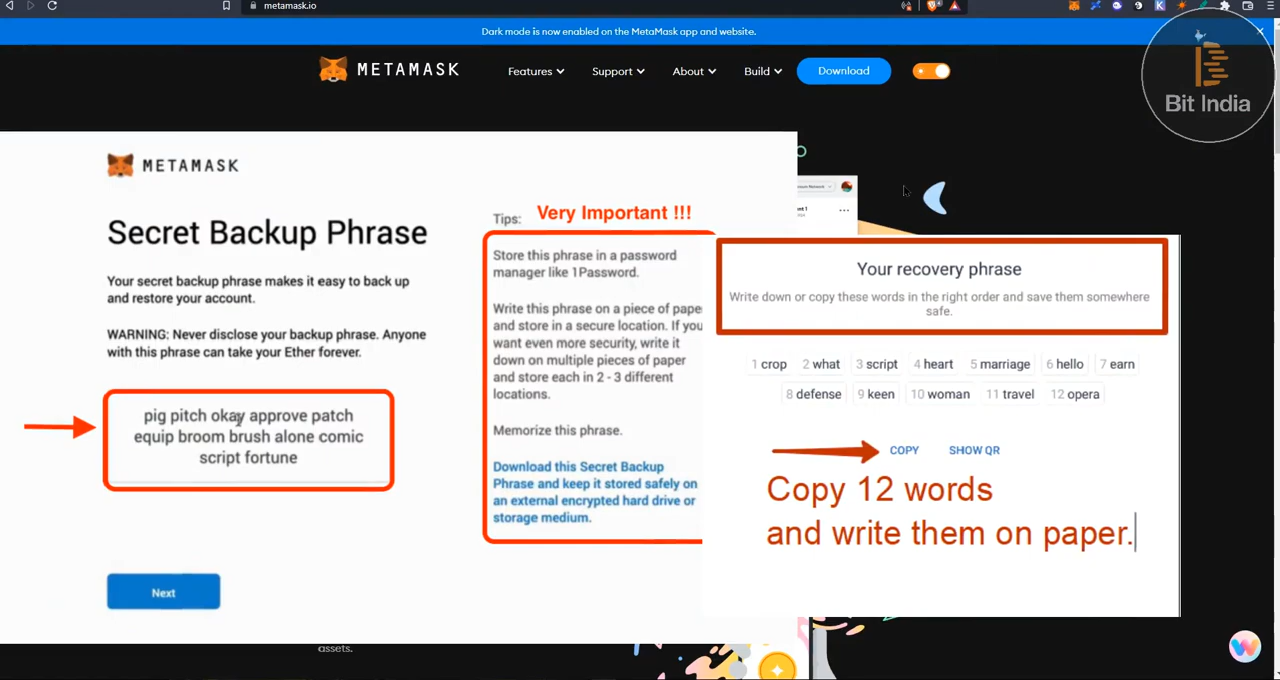 metamask.io
Dark mode is now enabled on the MetaMask app and website.
METAMASK
Features
Support
About
Build
Download
Bit India
METAMASK
Secret Backup Phrase
Your secret backup phrase makes it easy to back up
and restore your account.
WARNING: Never disclose your backup phrase. Anyone
with this phrase can take your Ether forever.
pig pitch okay approve patch
equip broom brush alone comic
script fortune
Next
Tips:
Very Important !!!
Store this phrase in a password
manager like 1Password.
Write this phrase on a piece of paper
and store in a secure location. If you
want even more security, write it
down on multiple pieces of paper
and store each in 2 - 3 different
locations.
Memorize this phrase.
Download this Secret Backup
Phrase and keep it stored safely on
an external encrypted hard drive or
storage medium.
Your recovery phrase
Write down or copy these words in the right order and save them somewhere
safe.
1 crop 2 what 3 script 4 heart 5 marriage 6 hello 7 earn
8 defense 9 keen 10 woman 11 travel 12 opera
COPY SHOW QR
Copy 12 words
and write them on paper.
assets.